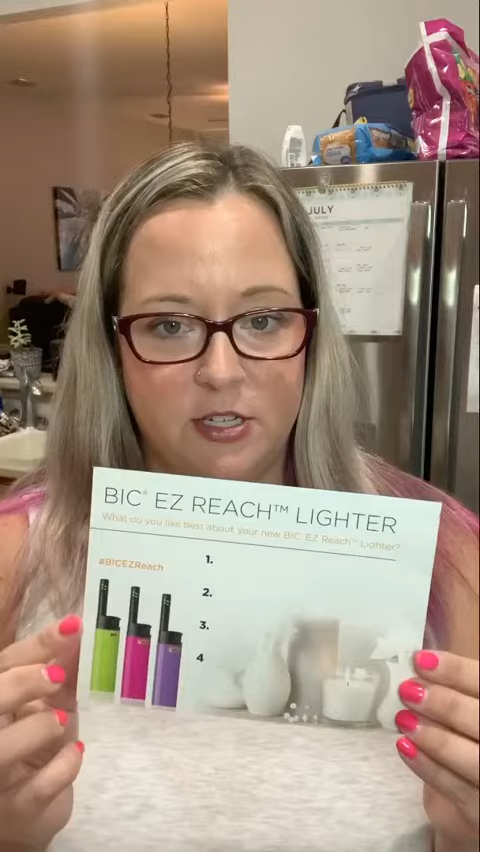 JULY
BIC® EZ REACH™ LIGHTER
What do you like best about your new BIC® EZ Reach™ Lighter?
#BICEZReach
1.
2.
3.
4